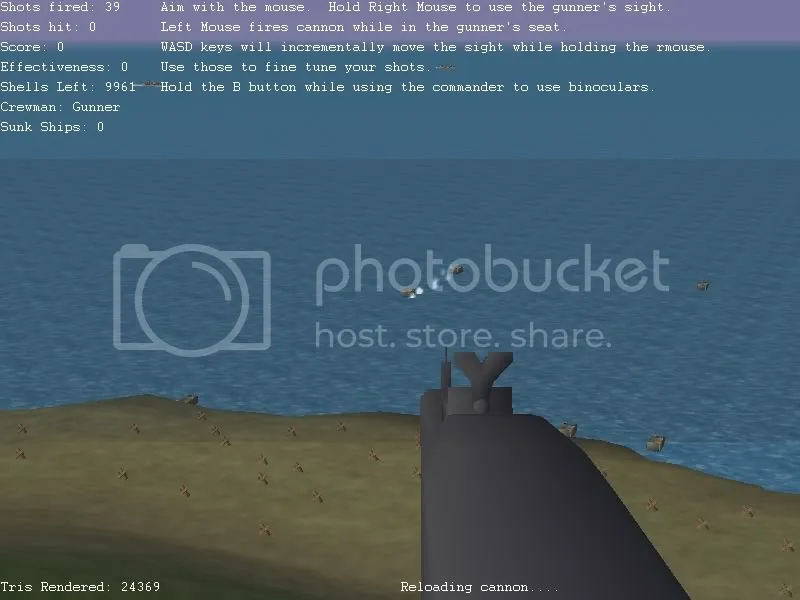 Shots fired: 39 Aim with the mouse. Hold Right Mouse to use the gunner's sight.
Shots hit: 0 Left Mouse fires cannon while in the gunner's seat.
Score: 0 WASD keys will incrementally move the sight while holding the rmouse.
Effectiveness: 0 Use those to fine tune your shots.
Shells Left: 9961 Hold the B button while using the commander to use binoculars.
Crewman: Gunner
Sunk Ships: 0
photobucket
host. store. share.
Tris Rendered: 24369 Reloading cannon....